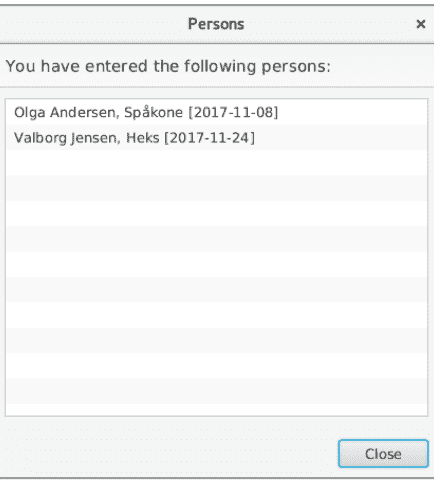 Persons ×
You have entered the following persons:
Olga Andersen, Spåkone [2017-11-08]
Valborg Jensen, Heks [2017-11-24]
Close